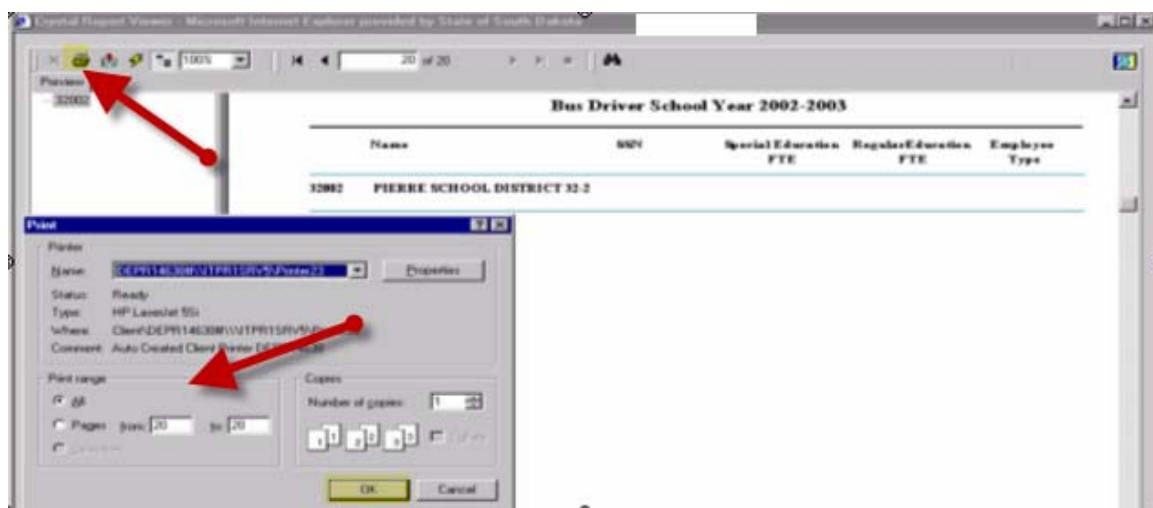 Crystal Report Viewer - Microsoft Internet Explorer provided by State of South Dakota
100%
20 of 20
Preview
32002
Bus Driver School Year 2002-2003
Name SSN Special Education FTE Regular Education FTE Employee Type
32002 PIERRE SCHOOL DISTRICT 32-2
Print
Printer
Name: Properties
Status: Ready
Type: HP LaserJet 5Si
Where:
Comment: Auto Created Client Printer
Print range
All
Pages from: 20 to: 20
Copies
Number of copies: 1
OK Cancel